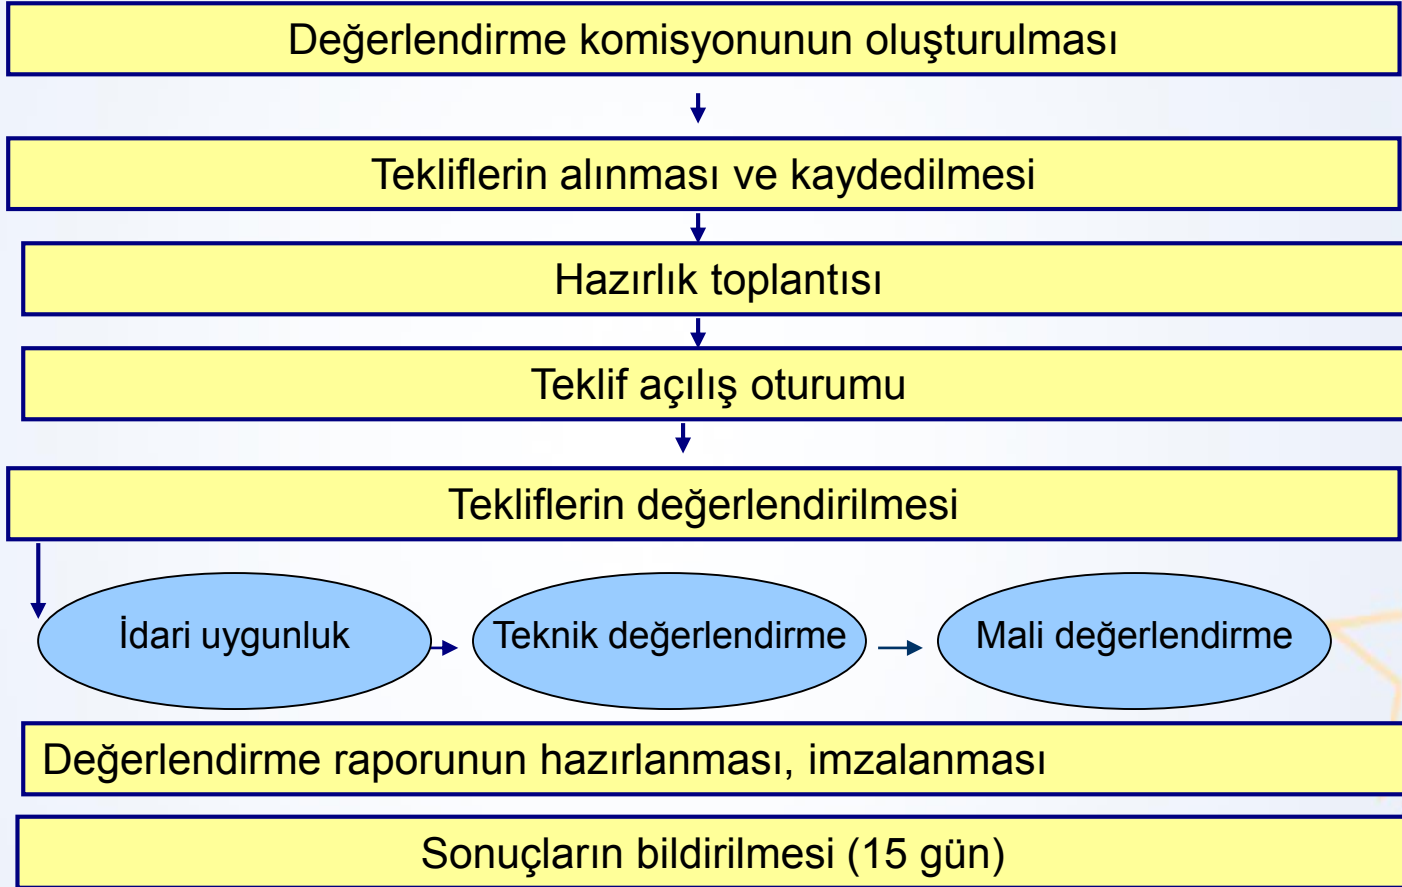 Değerlendirme komisyonunun oluşturulması
Tekliflerin alınması ve kaydedilmesi
Hazırlık toplantısı
Teklif açılış oturumu
Tekliflerin değerlendirilmesi
İdari uygunluk
Teknik değerlendirme
Mali değerlendirme
Değerlendirme raporunun hazırlanması, imzalanması
Sonuçların bildirilmesi (15 gün)